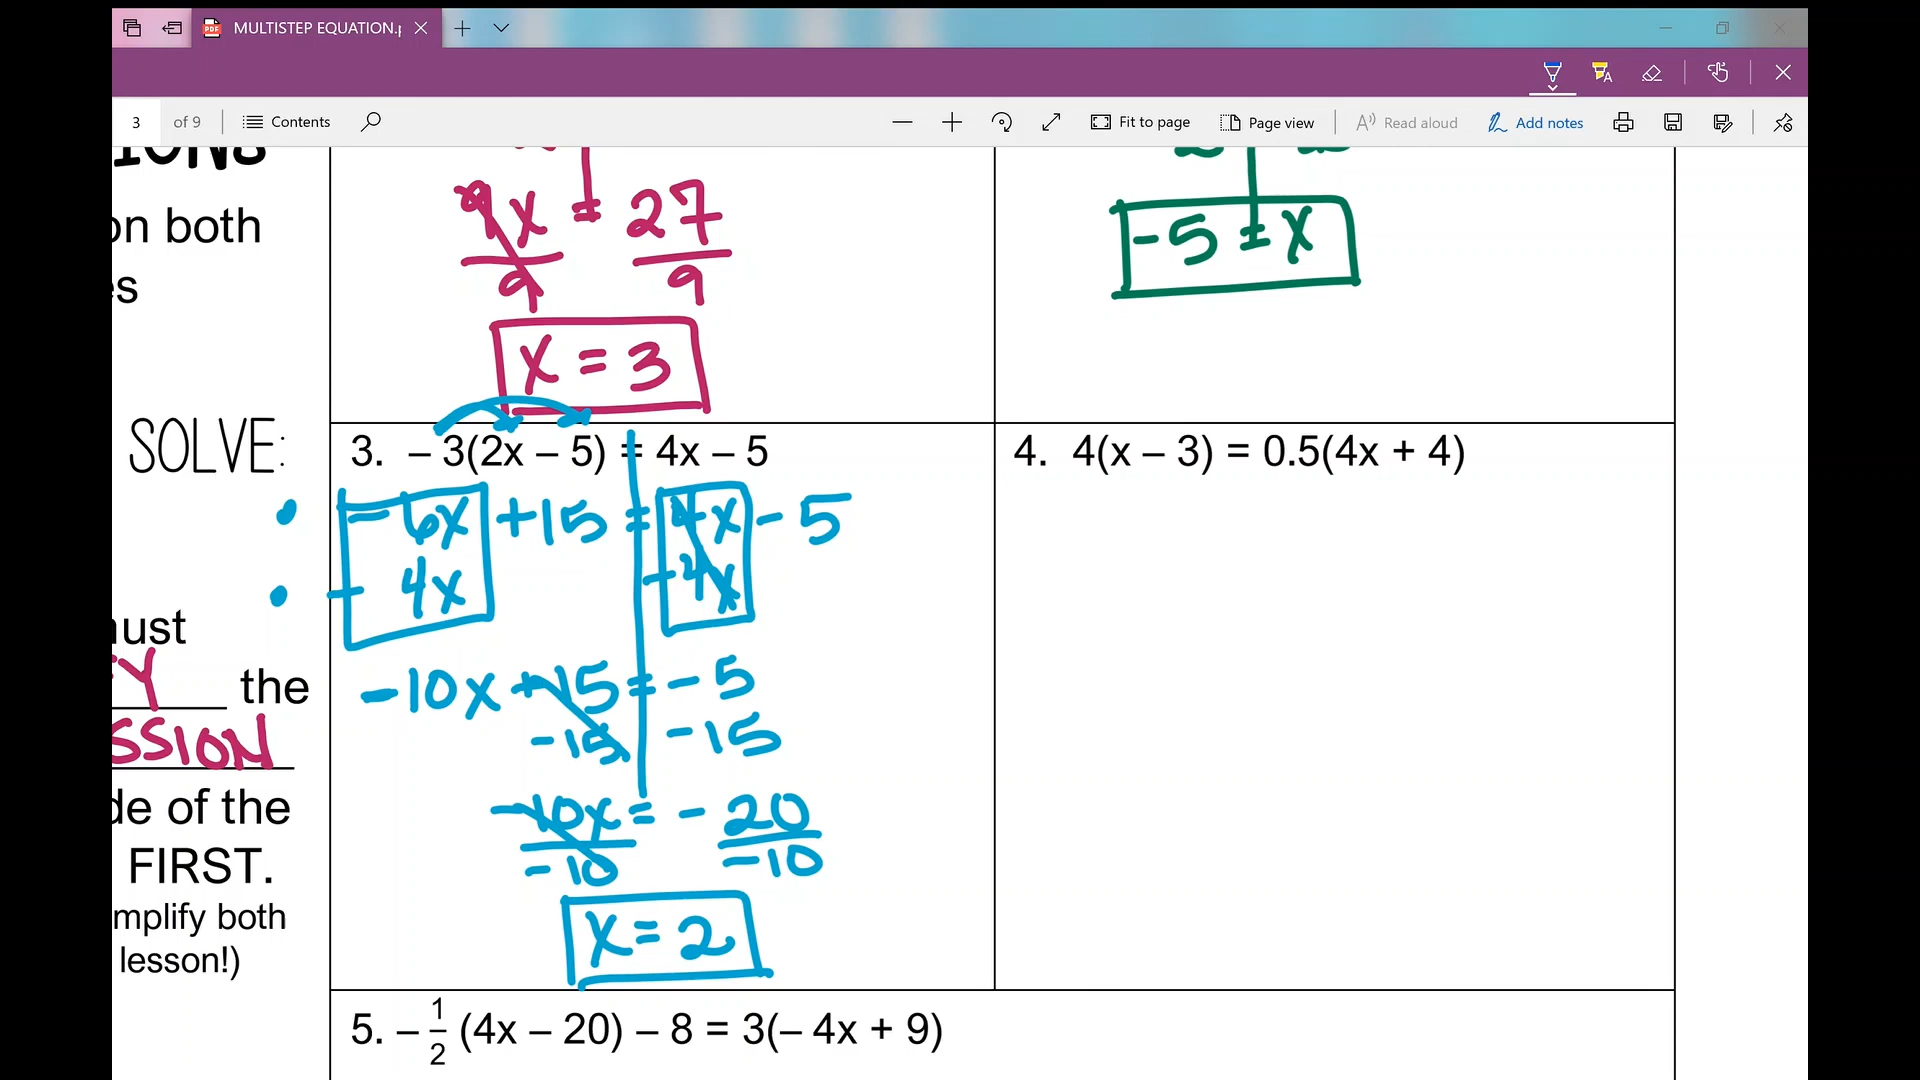 MULTISTEP EQUATION.p
3 of 9 Contents Fit to page Page view Read aloud Add notes
IONS
on both
es
9x = 27
9 9
x = 3
-5 = x
SOLVE:
must
the
SSION
de of the
FIRST.
mplify both
lesson!)
3. – 3(2x – 5) = 4x – 5
-6x +15 = 4x - 5
- 4x -4x
-10x +15 = -5
-15 -15
-10x = -20
-10 -10
x = 2
4. 4(x – 3) = 0.5(4x + 4)
5. – 1/2 (4x – 20) – 8 = 3(– 4x + 9)